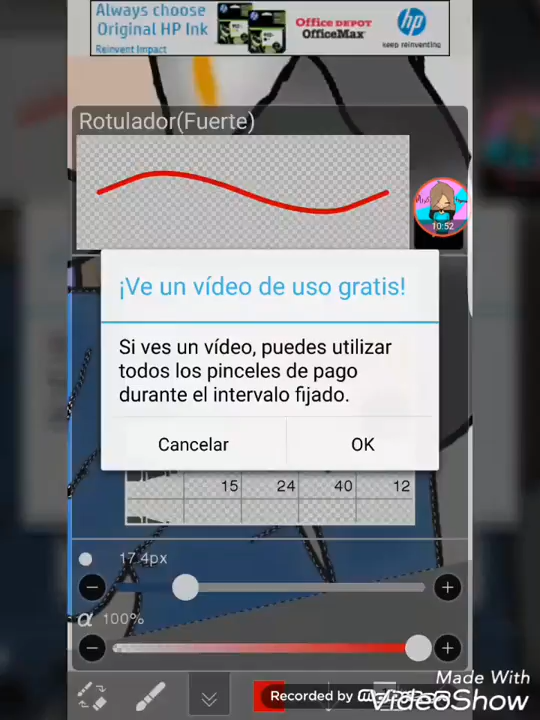 Always choose
Original HP Ink
Reinvent Impact
Office DEPOT
OfficeMax
hp
keep reinventing
Rotulador(Fuerte)
10:52
¡Ve un vídeo de uso gratis!
Si ves un vídeo, puedes utilizar
todos los pinceles de pago
durante el intervalo fijado.
Cancelar
OK
15 24 40 12
17.4px
α 100%
Made With
VideoShow
Recorded by